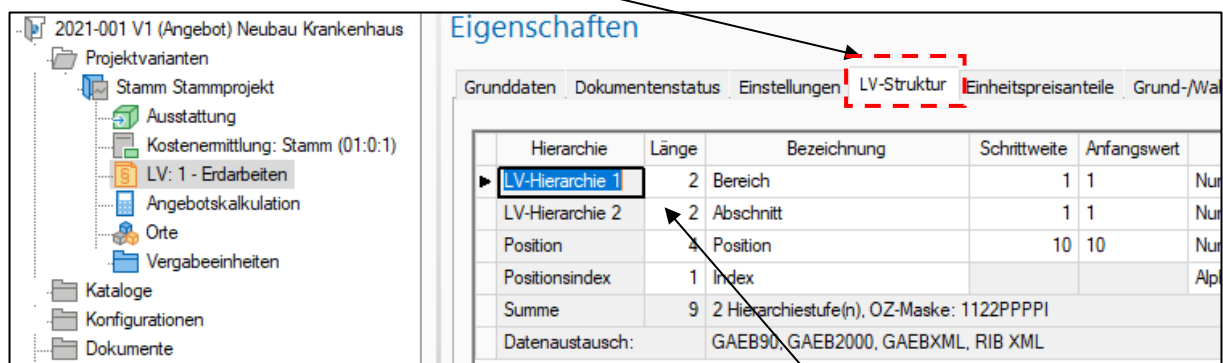 2021-001 V1 (Angebot) Neubau Krankenhaus
Projektvarianten
Stamm Stammprojekt
Ausstattung
Kostenermittlung: Stamm (01:0:1)
LV: 1 - Erdarbeiten
Angebotskalkulation
Orte
Vergabeeinheiten
Kataloge
Konfigurationen
Dokumente
Eigenschaften
Grunddaten Dokumentenstatus Einstellungen LV-Struktur Einheitspreisanteile Grund-/Wal
Hierarchie Länge Bezeichnung Schrittweite Anfangswert
LV-Hierarchie 1 2 Bereich 1 1 Nur
LV-Hierarchie 2 2 Abschnitt 1 1 Nur
Position 4 Position 10 10 Nur
Positionsindex 1 Index Alpl
Summe 9 2 Hierarchiestufe(n), OZ-Maske: 1122PPPPI
Datenaustausch: GAEB90, GAEB2000, GAEBXML, RIB XML